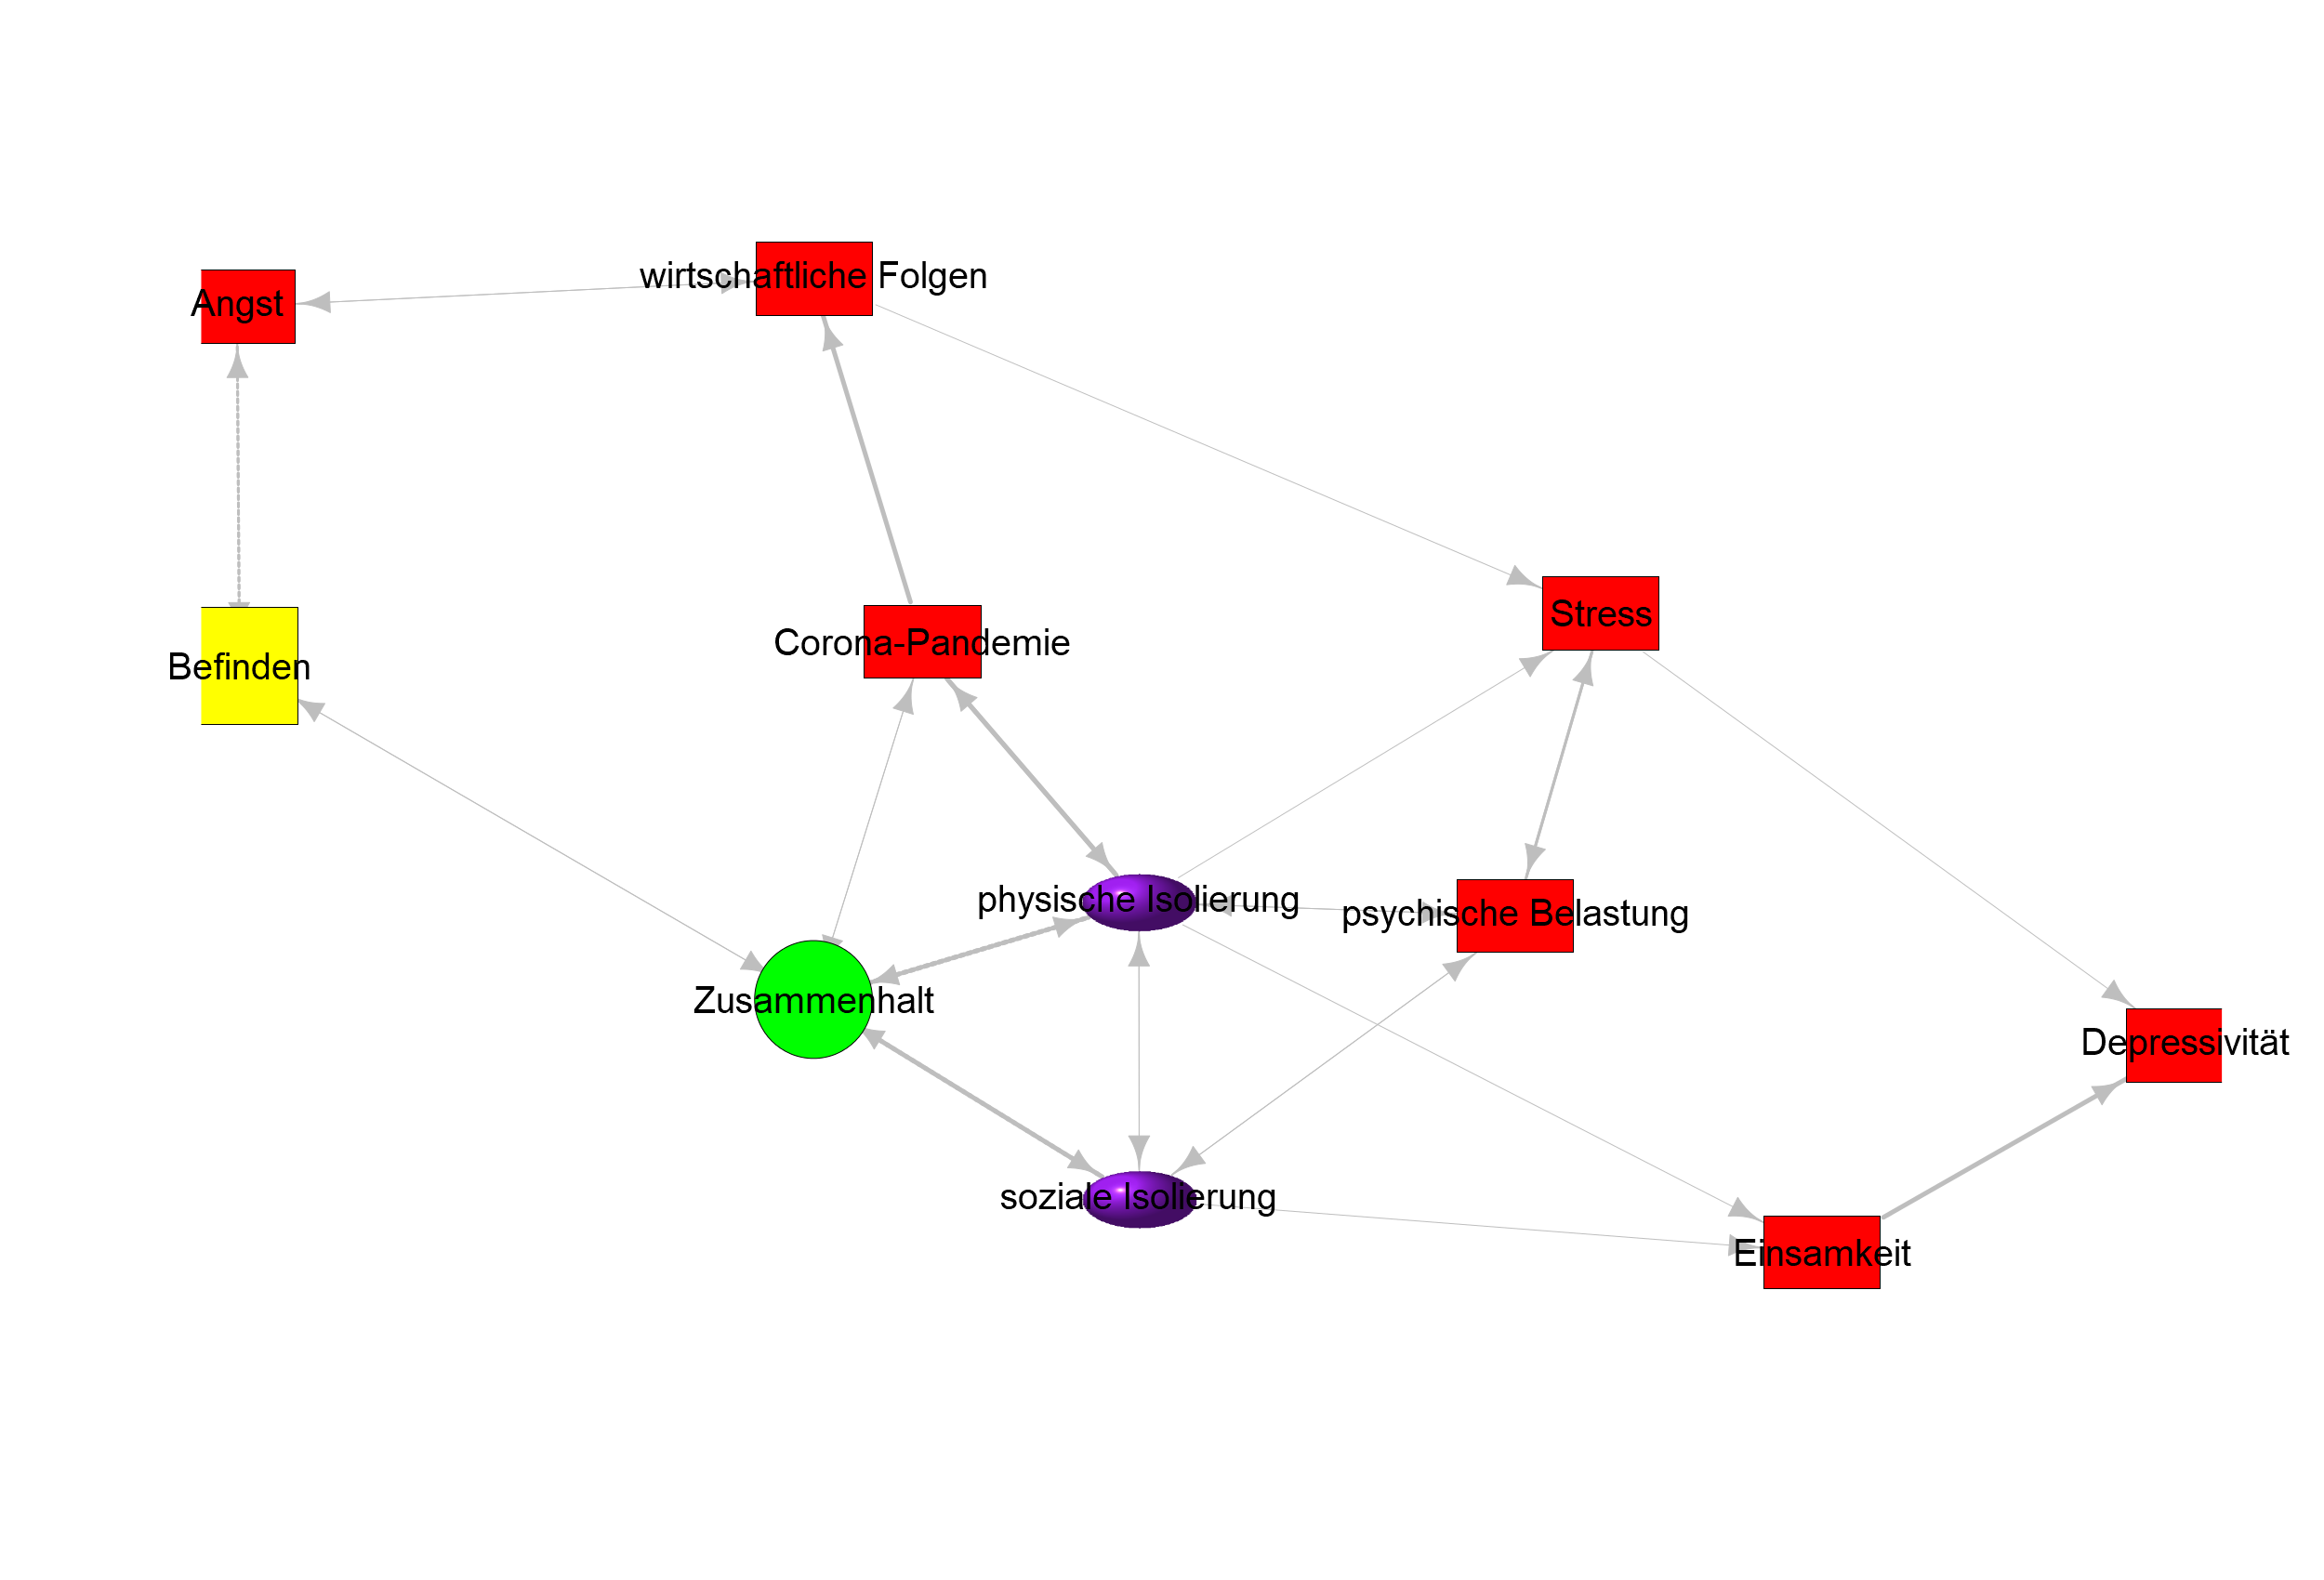 wirtschaftliche Folgen
Angst
Stress
Corona-Pandemie
Befinden
physische Isolierung
psychische Belastung
Zusammenhalt
Depressivität
soziale Isolierung
Einsamkeit